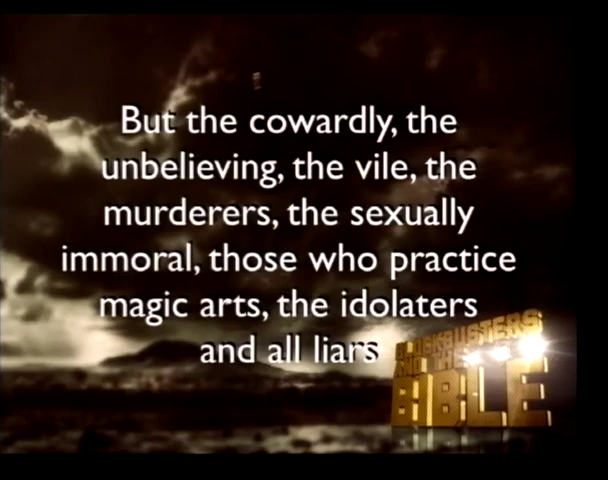 But the cowardly, the
unbelieving, the vile, the
murderers, the sexually
immoral, those who practice
magic arts, the idolaters
and all liars
BLOCKBUSTERS
AND THE
BIBLE